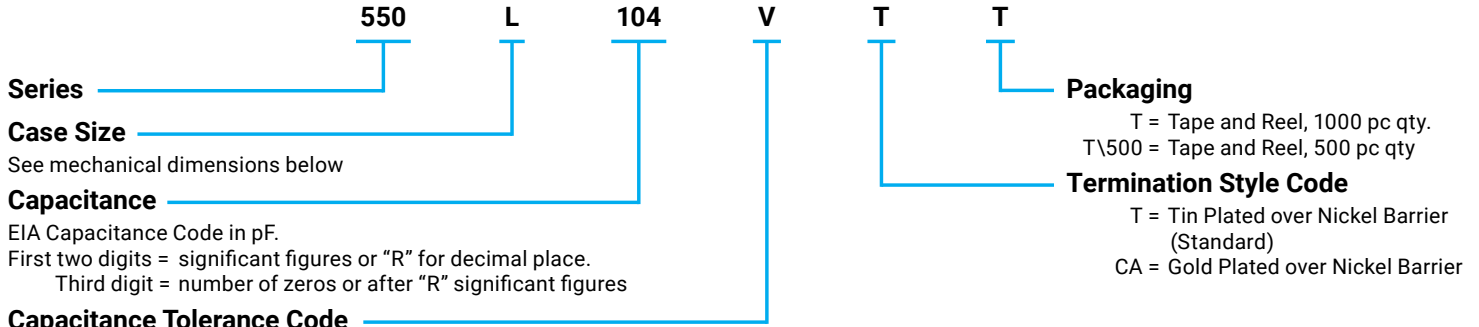 550 L 104 V T T
Series
Case Size
See mechanical dimensions below
Capacitance
EIA Capacitance Code in pF.
First two digits = significant figures or “R” for decimal place.
Third digit = number of zeros or after “R” significant figures
Capacitance Tolerance Code
Packaging
T = Tape and Reel, 1000 pc qty.
T\500 = Tape and Reel, 500 pc qty
Termination Style Code
T = Tin Plated over Nickel Barrier
(Standard)
CA = Gold Plated over Nickel Barrier